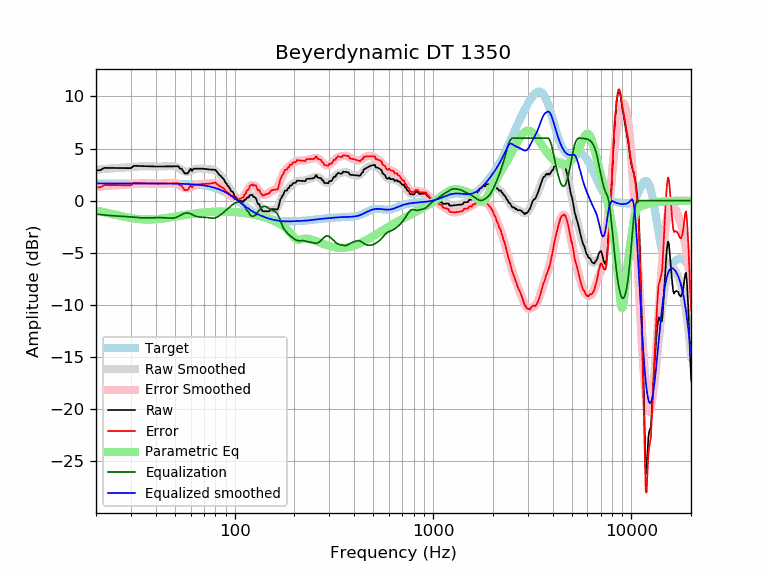 Beyerdynamic DT 1350
Amplitude (dBr)
10
5
0
−5
−10
−15
−20
−25
Target
Raw Smoothed
Error Smoothed
Raw
Error
Parametric Eq
Equalization
Equalized smoothed
100
1000
10000
Frequency (Hz)